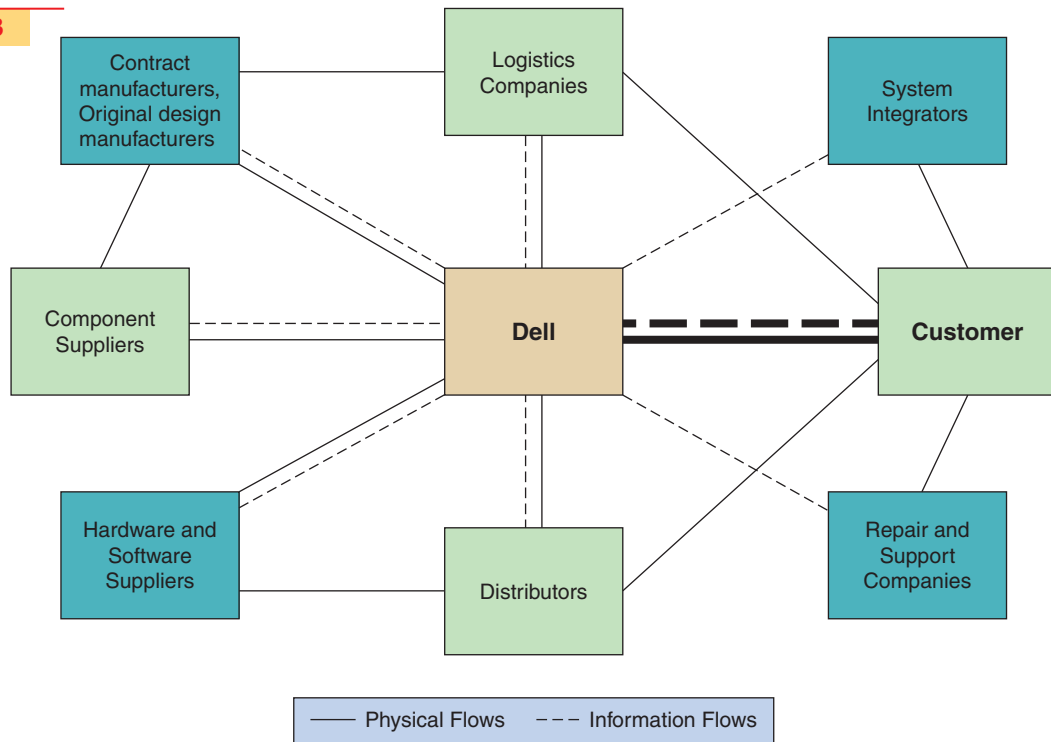 3
Contract
manufacturers,
Original design
manufacturers
Logistics
Companies
System
Integrators
Component
Suppliers
Dell
Customer
Hardware and
Software
Suppliers
Distributors
Repair and
Support
Companies
Physical Flows
Information Flows